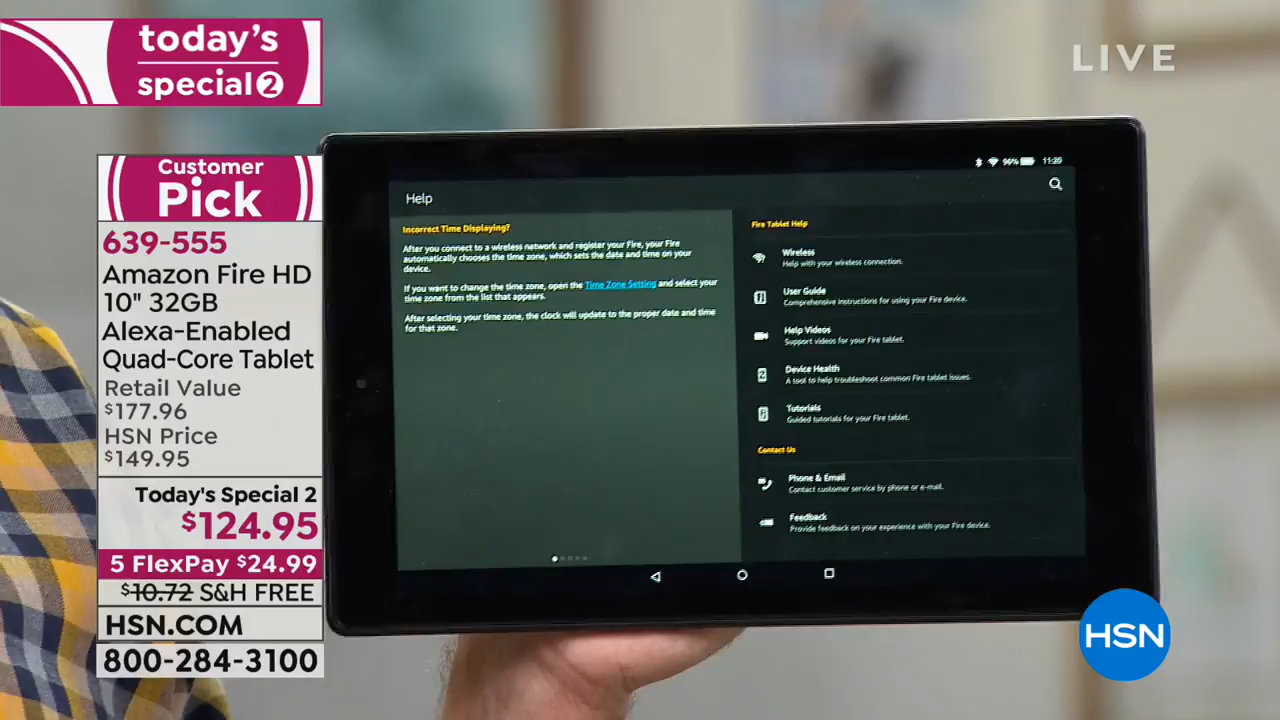 today's
special 2
LIVE
Customer
Pick
639-555
Amazon Fire HD
10" 32GB
Alexa-Enabled
Quad-Core Tablet
Retail Value
$177.96
HSN Price
$149.95
Today's Special 2
$124.95
5 FlexPay $24.99
$10.72 S&H FREE
HSN.COM
800-284-3100
96% 11:20
Help
Incorrect Time Displaying?
After you connect to a wireless network and register your Fire, your Fire
automatically chooses the time zone, which sets the date and time on your
device.
If you want to change the time zone, open the Time Zone Setting and select your
time zone from the list that appears.
After selecting your time zone, the clock will update to the proper date and time
for that zone.
Fire Tablet Help
Wireless
Help with your wireless connection.
User Guide
Comprehensive instructions for using your Fire device.
Help Videos
Support videos for your Fire tablet.
Device Health
A tool to help troubleshoot common Fire tablet issues.
Tutorials
Guided tutorials for your Fire tablet.
Contact Us
Phone & Email
Contact customer service by phone or e-mail.
Feedback
Provide feedback on your experience with your Fire device.
HSN